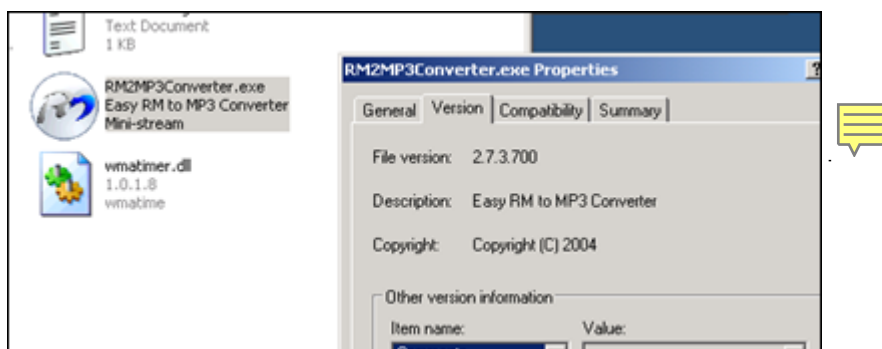 Text Document
1 KB
RM2MP3Converter.exe
Easy RM to MP3 Converter
Mini-stream
wmatimer.dll
1.0.1.8
wmatime
RM2MP3Converter.exe Properties
?
General Version Compatibility Summary
File version: 2.7.3.700
Description: Easy RM to MP3 Converter
Copyright: Copyright (C) 2004
Other version information
Item name: Value: